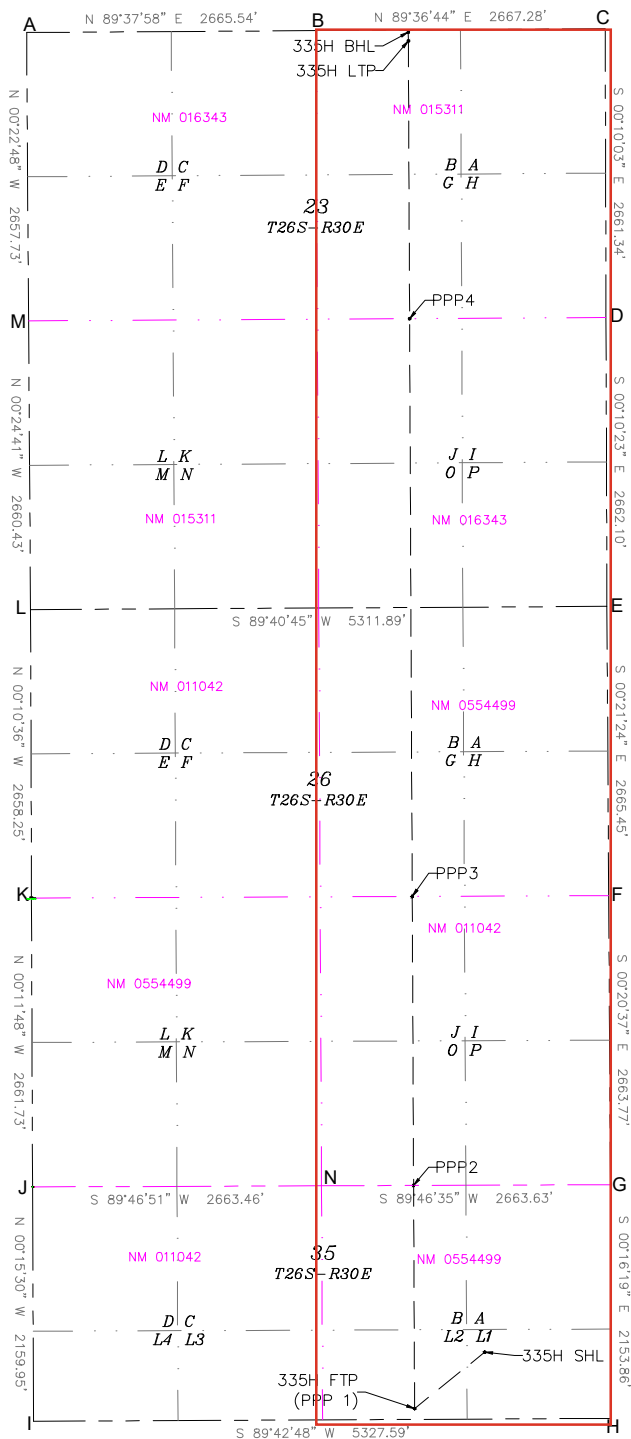 A
N 89°37'58" E 2665.54'
B
N 89°36'44" E 2667.28'
C
335H BHL
335H LTP
N 00°22'48" W 2657.73'
NM 016343
NM 015311
S 00°10'03" E 2661.34'
D C
E F
B A
G H
23
T26S-R30E
PPP4
M
D
N 00°24'41" W 2660.43'
S 00°10'23" E 2662.10'
L K
M N
J I
O P
NM 015311
NM 016343
L
E
S 89°40'45" W 5311.89'
N 00°10'36" W 2658.25'
NM 011042
NM 0554499
S 00°21'24" E 2665.45'
D C
E F
B A
G H
26
T26S-R30E
PPP3
K
F
NM 011042
N 00°11'48" W 2661.73'
NM 0554499
S 00°20'37" E 2663.77'
L K
M N
J I
O P
PPP2
J
N
G
S 89°46'51" W 2663.46'
S 89°46'35" W 2663.63'
N 00°15'30" W 2159.95'
NM 011042
35
T26S-R30E
NM 0554499
S 00°16'19" E 2153.86'
D C
L4 L3
B A
L2 L1
335H SHL
335H FTP
(PPP 1)
I
H
S 89°42'48" W 5327.59'